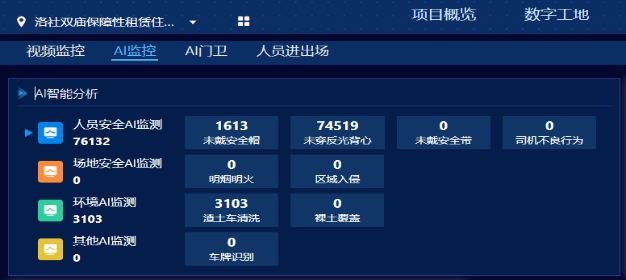 洛社双庙保障性租赁住...
项目概览 数字工地
视频监控 AI监控 AI门卫 人员进出场
AI智能分析
人员安全AI监测
76132
1613
未戴安全帽
74519
未穿反光背心
0
未戴安全带
0
司机不良行为
场地安全AI监测
0
0
明烟明火
0
区域入侵
环境AI监测
3103
3103
渣土车清洗
0
裸土覆盖
其他AI监测
0
0
车牌识别